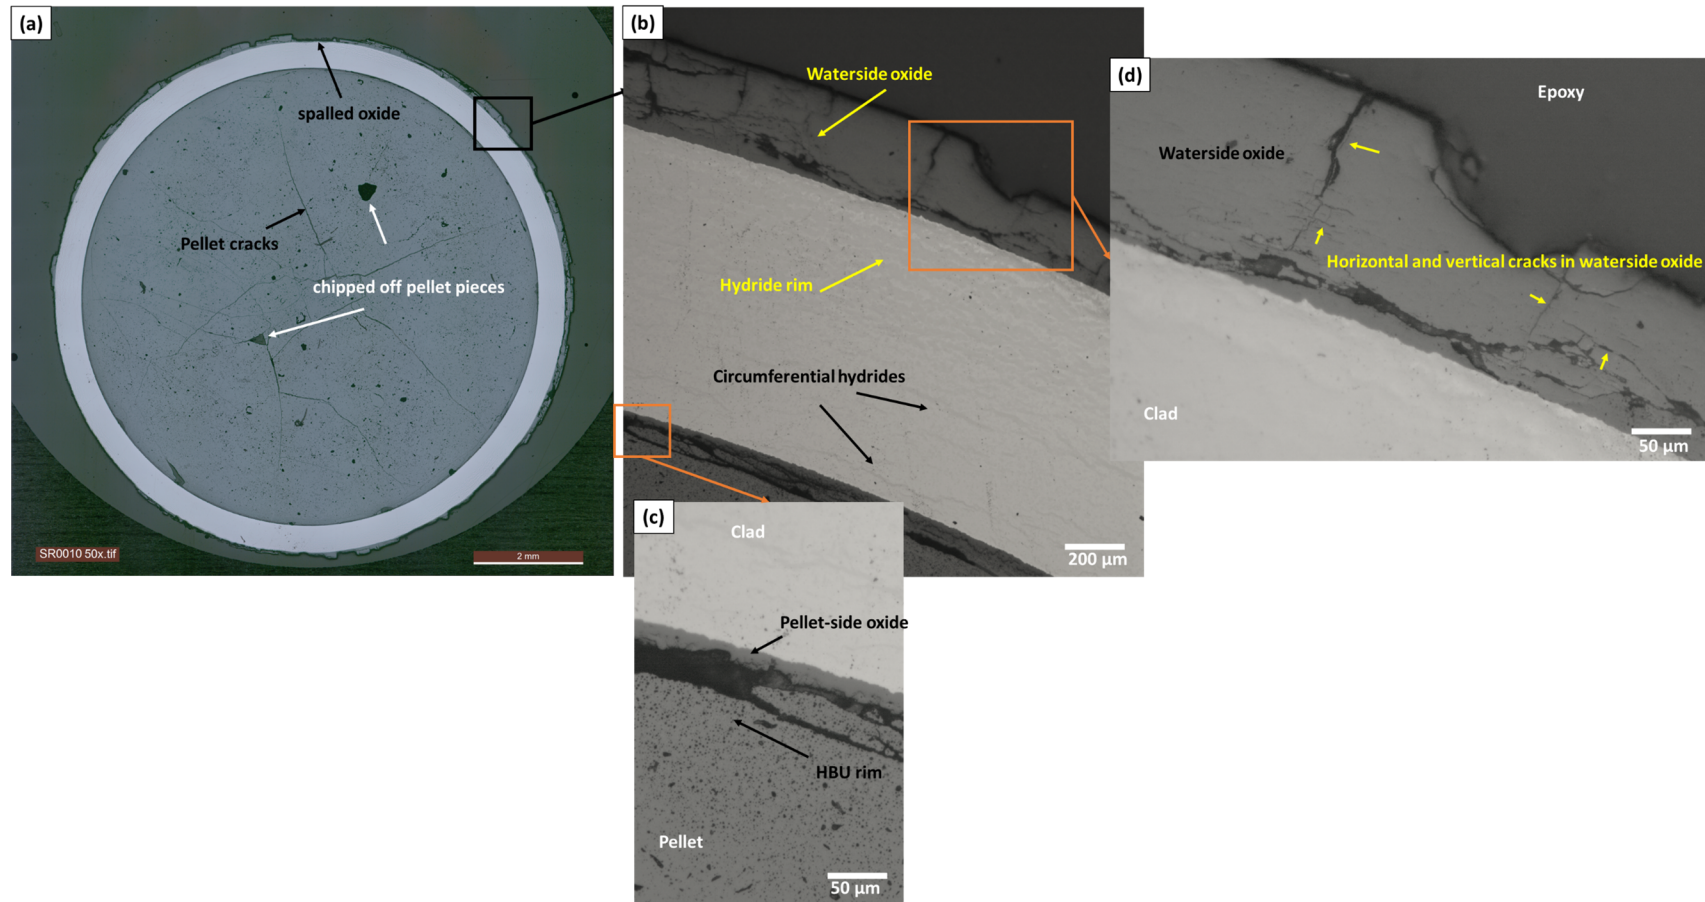 (a)
spalled oxide
Pellet cracks
chipped off pellet pieces
SR0010 50x.tif
2 mm
(b)
Waterside oxide
Hydride rim
Circumferential hydrides
200 µm
(c)
Clad
Pellet-side oxide
HBU rim
Pellet
50 µm
(d)
Epoxy
Waterside oxide
Horizontal and vertical cracks in waterside oxide
Clad
50 µm